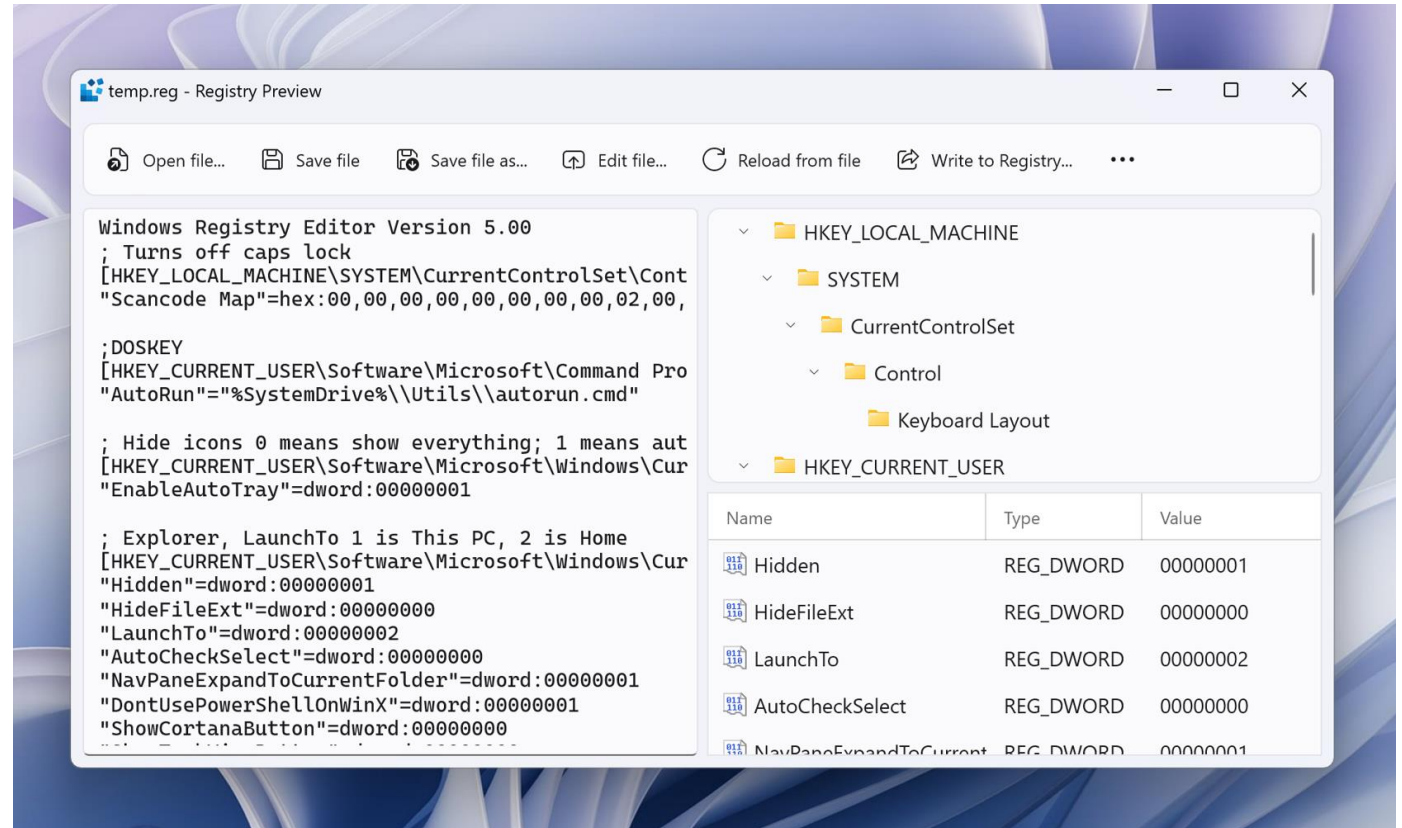 temp.reg - Registry Preview
Open file... Save file Save file as... Edit file... Reload from file Write to Registry... •••
Windows Registry Editor Version 5.00
; Turns off caps lock
[HKEY_LOCAL_MACHINE\SYSTEM\CurrentControlSet\Cont
"Scancode Map"=hex:00,00,00,00,00,00,00,00,02,00,
;DOSKEY
[HKEY_CURRENT_USER\Software\Microsoft\Command Pro
"AutoRun"="%SystemDrive%\\Utils\\autorun.cmd"
; Hide icons 0 means show everything; 1 means aut
[HKEY_CURRENT_USER\Software\Microsoft\Windows\Cur
"EnableAutoTray"=dword:00000001
; Explorer, LaunchTo 1 is This PC, 2 is Home
[HKEY_CURRENT_USER\Software\Microsoft\Windows\Cur
"Hidden"=dword:00000001
"HideFileExt"=dword:00000000
"LaunchTo"=dword:00000002
"AutoCheckSelect"=dword:00000000
"NavPaneExpandToCurrentFolder"=dword:00000001
"DontUsePowerShellOnWinX"=dword:00000001
"ShowCortanaButton"=dword:00000000
HKEY_LOCAL_MACHINE
SYSTEM
CurrentControlSet
Control
Keyboard Layout
HKEY_CURRENT_USER
Name Type Value
Hidden REG_DWORD 00000001
HideFileExt REG_DWORD 00000000
LaunchTo REG_DWORD 00000002
AutoCheckSelect REG_DWORD 00000000
NavPaneExpandToCurrent REG_DWORD 00000001